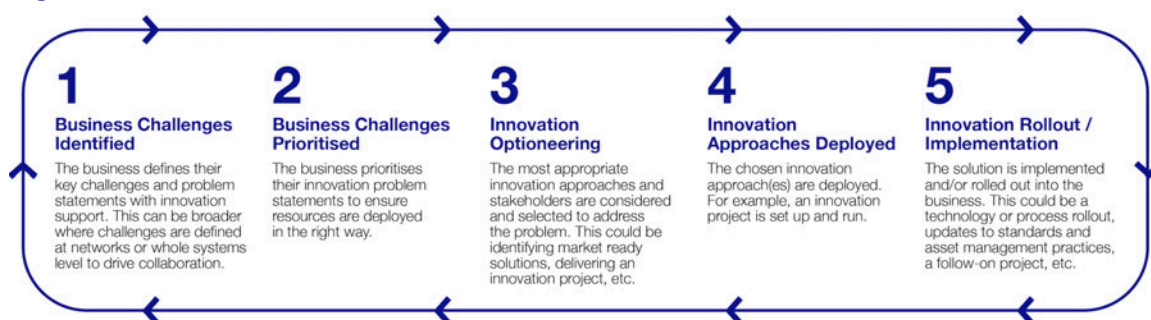 1
Business Challenges
Identified
The business defines their
key challenges and problem
statements with innovation
support. This can be broader
where challenges are defined
at networks or whole systems
level to drive collaboration.
2
Business Challenges
Prioritised
The business prioritises
their innovation problem
statements to ensure
resources are deployed
in the right way.
3
Innovation
Optioneering
The most appropriate
innovation approaches and
stakeholders are considered
and selected to address
the problem. This could be
identifying market ready
solutions, delivering an
innovation project, etc.
4
Innovation
Approaches Deployed
The chosen innovation
approach(es) are deployed.
For example, an innovation
project is set up and run.
5
Innovation Rollout /
Implementation
The solution is implemented
and/or rolled out into the
business. This could be a
technology or process rollout,
updates to standards and
asset management practices,
a follow-on project, etc.